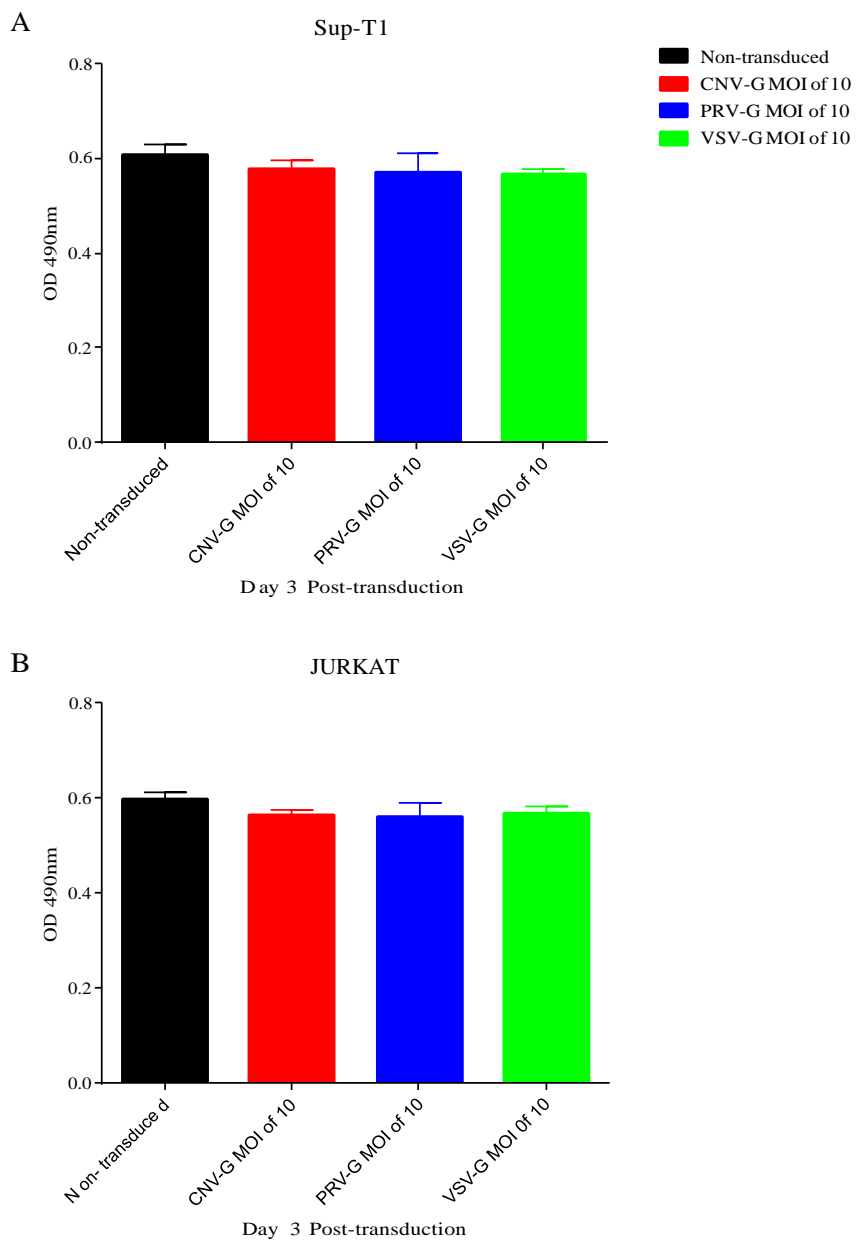 A
Sup-T1
Non-transduced
CNV-G MOI of 10
PRV-G MOI of 10
VSV-G MOI of 10
0.8
0.6
0.4
0.2
0.0
OD 490nm
Non-transduced
CNV-G MOI of 10
PRV-G MOI of 10
VSV-G MOI of 10
Day 3 Post-transduction
B
JURKAT
0.8
0.6
0.4
0.2
0.0
OD 490nm
N on- transduce d
CNV-G MOI of 10
PRV-G MOI of 10
VSV-G MOI 0f 10
Day 3 Post-transduction